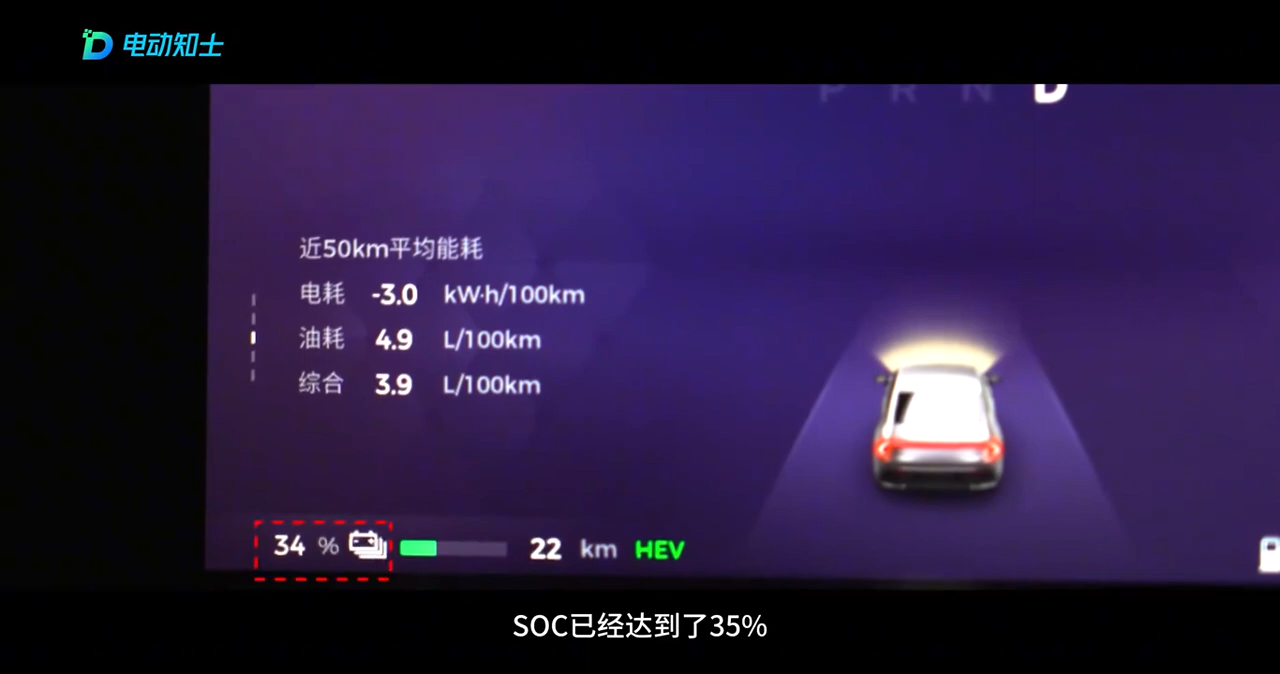 电动知士
P R N D
近50km平均能耗
电耗 -3.0 kW·h/100km
油耗 4.9 L/100km
综合 3.9 L/100km
34 % 22 km HEV
SOC已经达到了35%